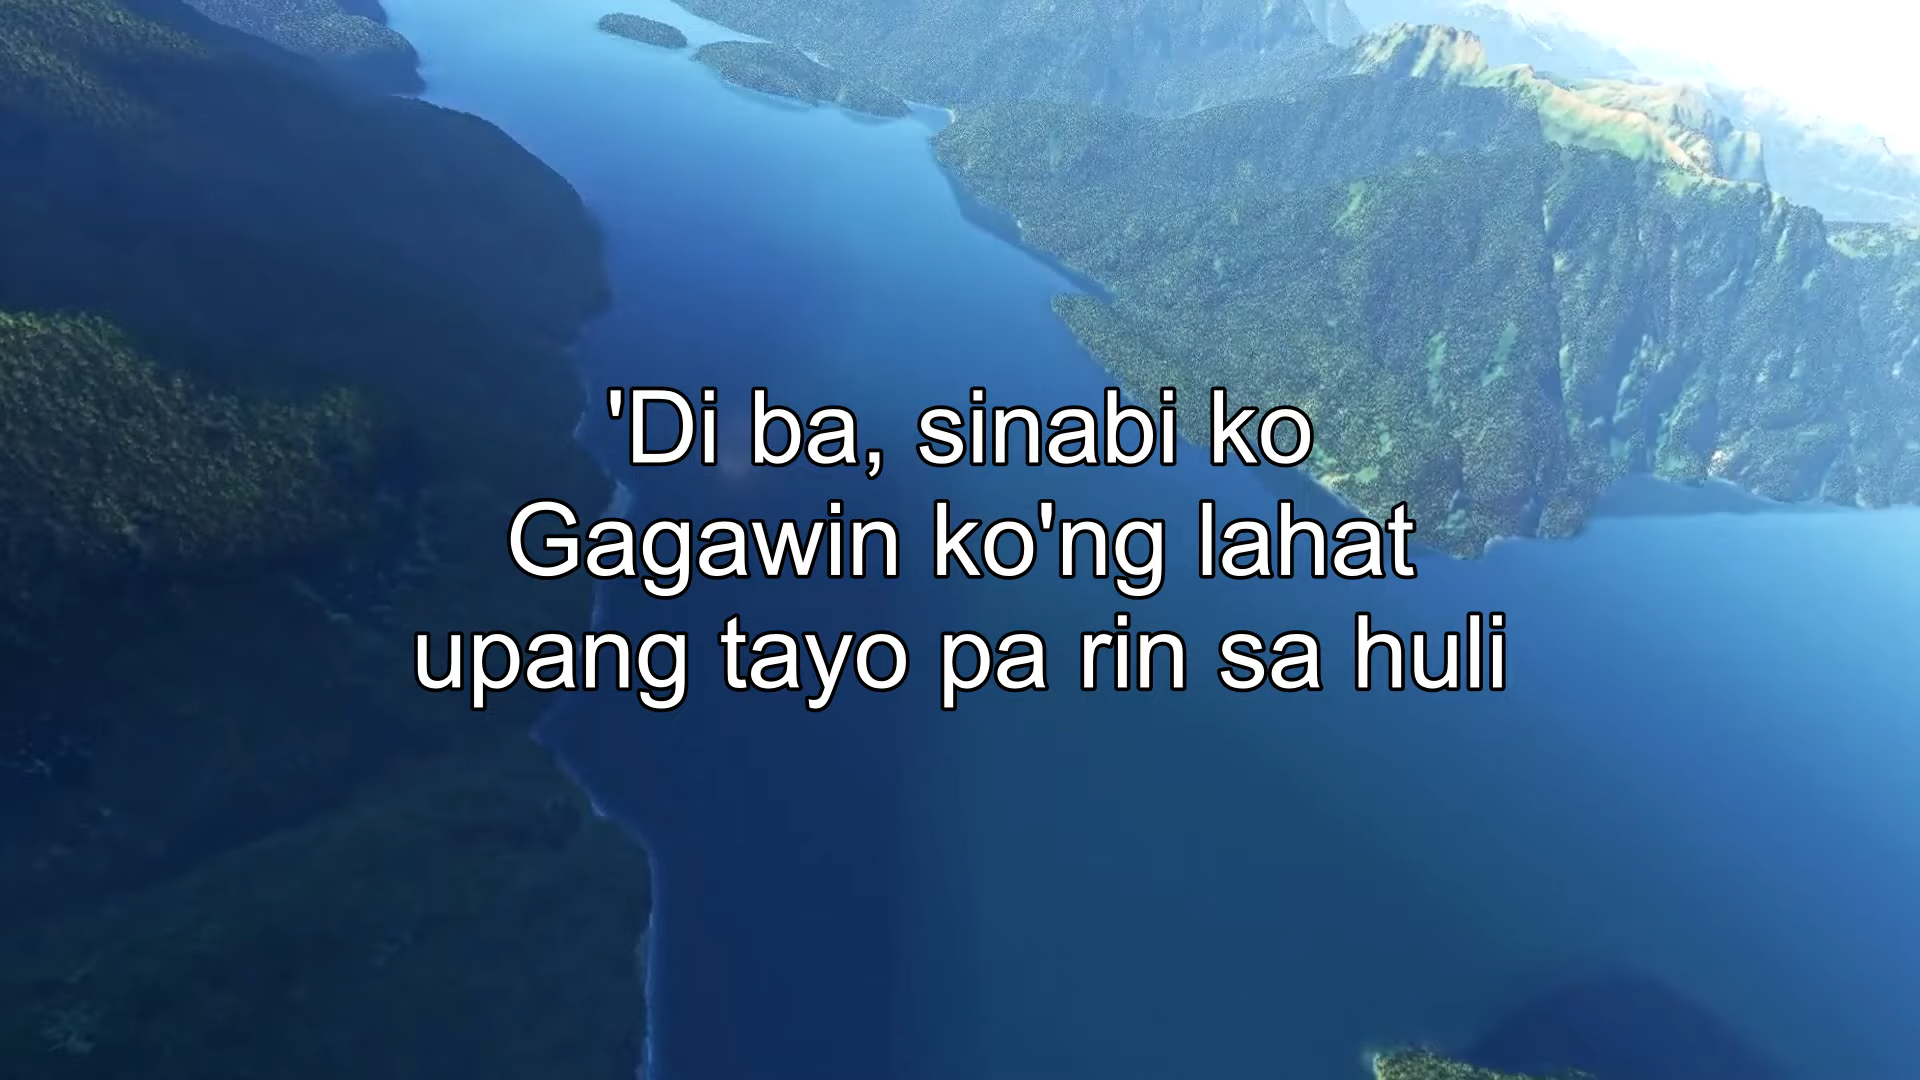 'Di ba, sinabi ko
Gagawin ko'ng lahat
upang tayo pa rin sa huli